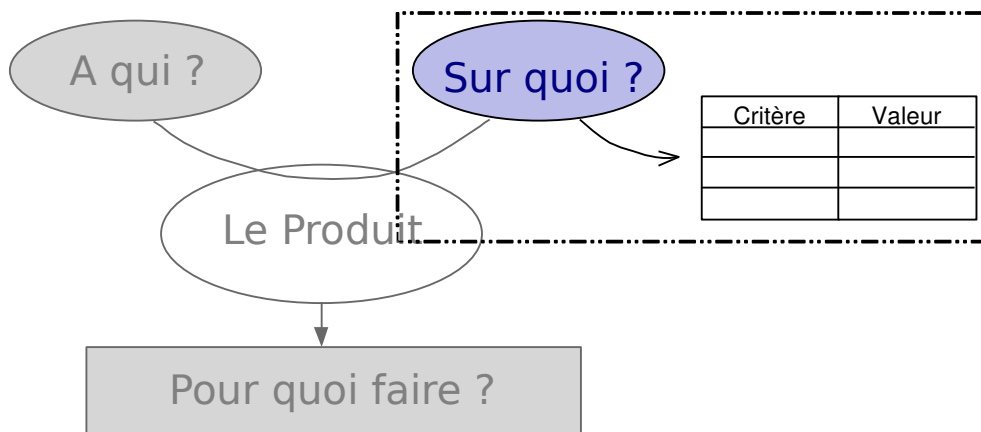 A qui ?
Sur quoi ?
Critère Valeur
Le Produit
Pour quoi faire ?